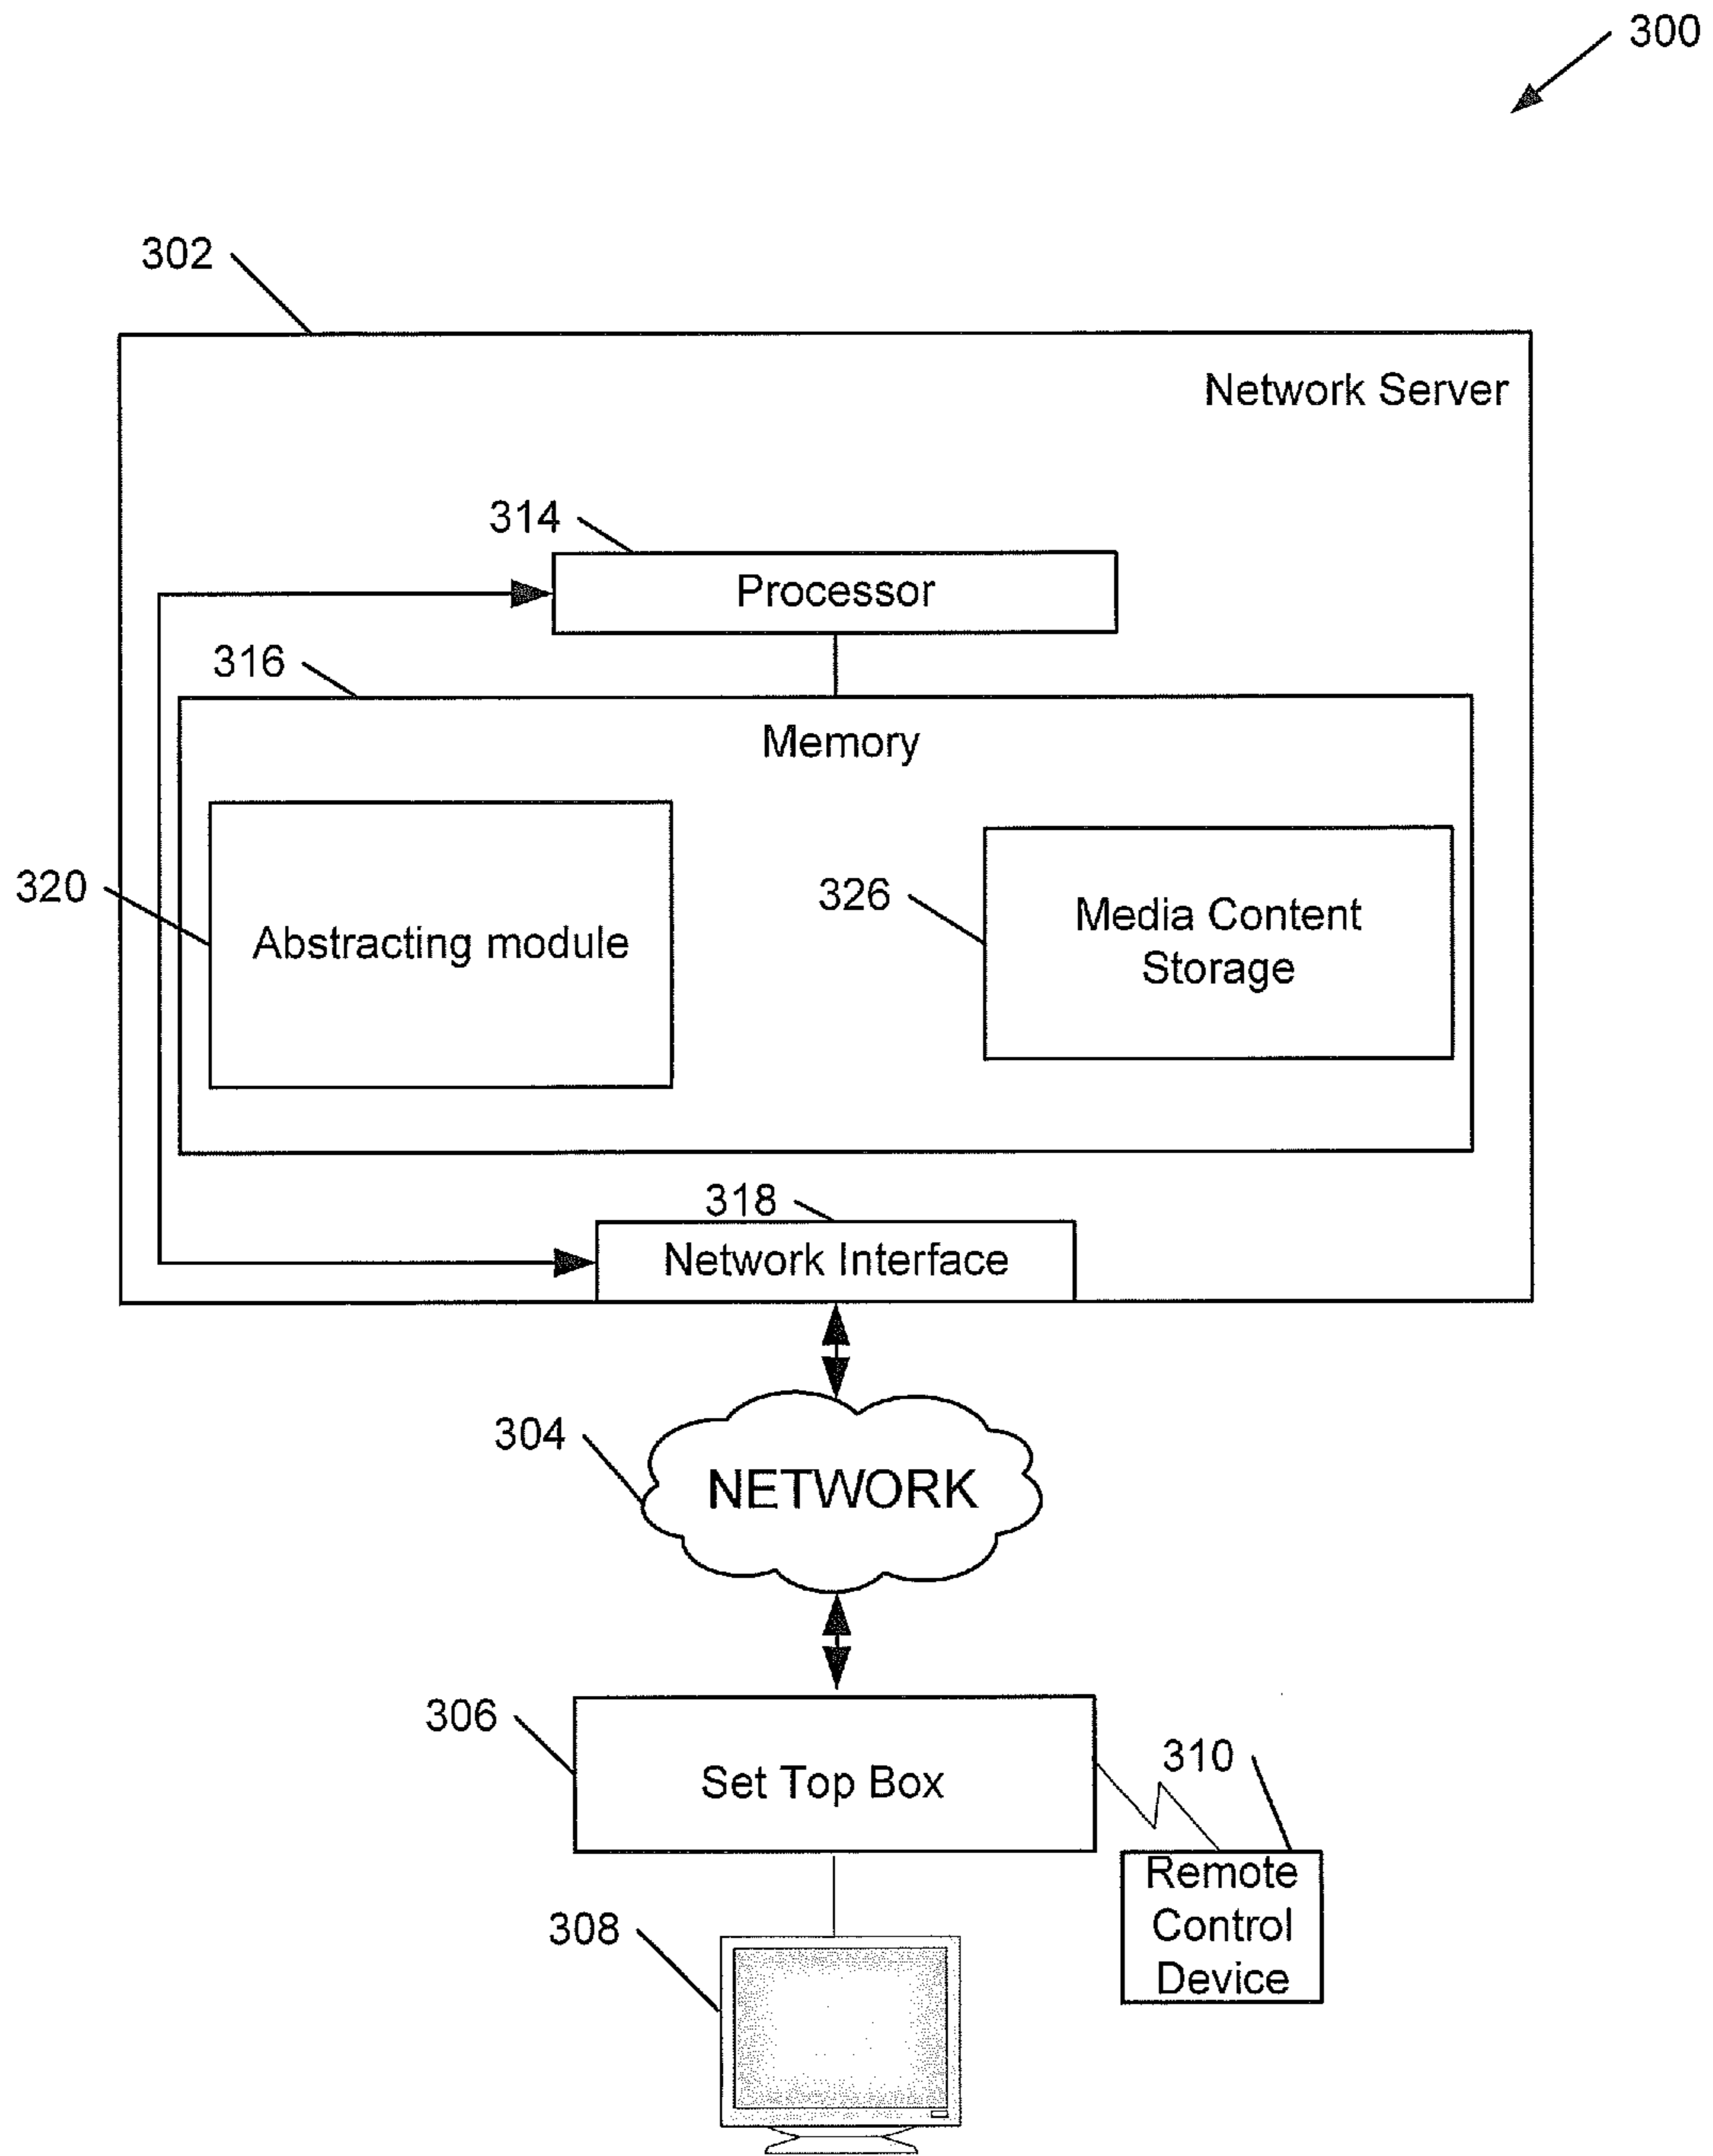 300
302
Network Server
314
Processor
316
Memory
320
Abstracting module
326
Media Content
Storage
318
Network Interface
304
NETWORK
306
Set Top Box
310
Remote
Control
Device
308